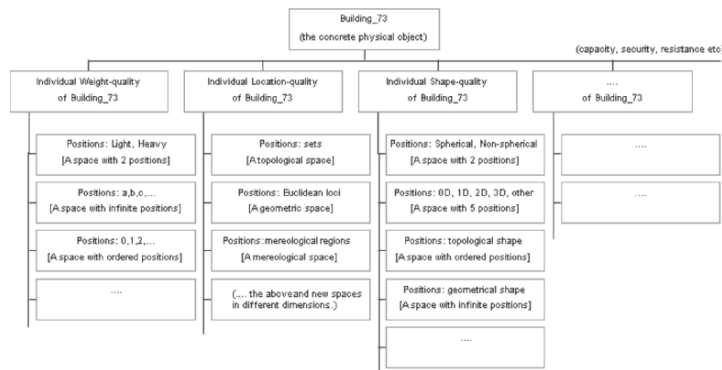 Building_73
(the concrete physical object)
(capacity, security, resistance etc)
Individual Weight-quality
of Building_73
Individual Location-quality
of Building_73
Individual Shape-quality
of Building_73
....
of Building_73
Positions: Light, Heavy
[A space with 2 positions]
Positions: a,b,c,...
[A space with infinite positions]
Positions: 0,1,2,...
[A space with ordered positions]
....
Positions: sets
[A topological space]
Positions: Euclidean loci
[A geometric space]
Positions:mereological regions
[A mereological space]
(.... the above and new spaces
in different dimensions.)
Positions: Spherical, Non-spherical
[A space with 2 positions]
Positions: 0D, 1D, 2D, 3D, other
[A space with 5 positions]
Positions: topological shape
[A space with ordered positions]
Positions: geometrical shape
[A space with infinite positions]
....
....
....